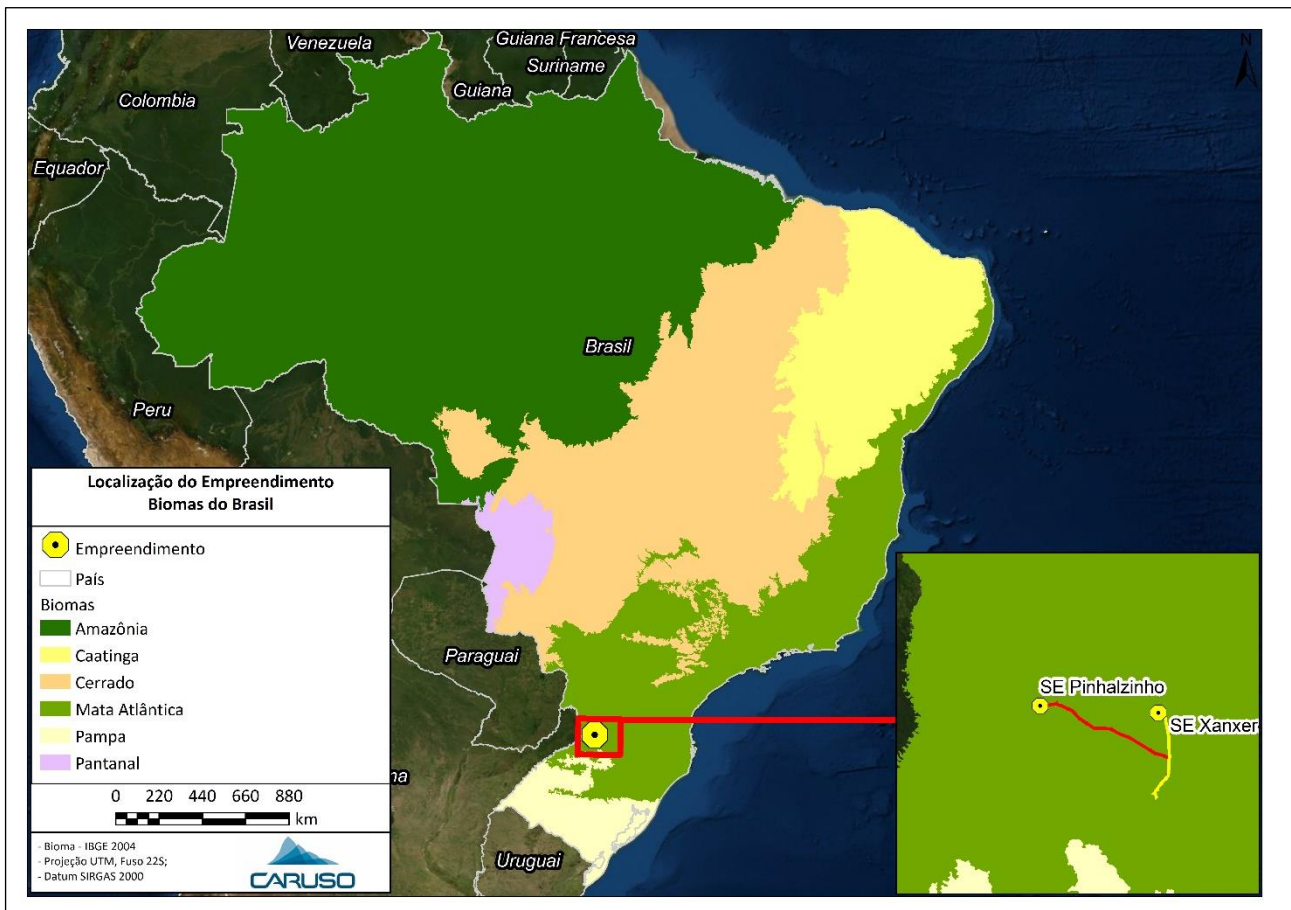 Venezuela
Guiana Francesa
Suriname
Guiana
Colombia
Equador
Peru
Brasil
Paraguai
na
Uruguai
N
Localização do Empreendimento
Biomas do Brasil
Empreendimento
País
Biomas
Amazônia
Caatinga
Cerrado
Mata Atlântica
Pampa
Pantanal
0 220 440 660 880
km
- Bioma - IBGE 2004
- Projeção UTM, Fuso 22S;
- Datum SIRGAS 2000
CARUSO
SE Pinhalzinho
SE Xanxer